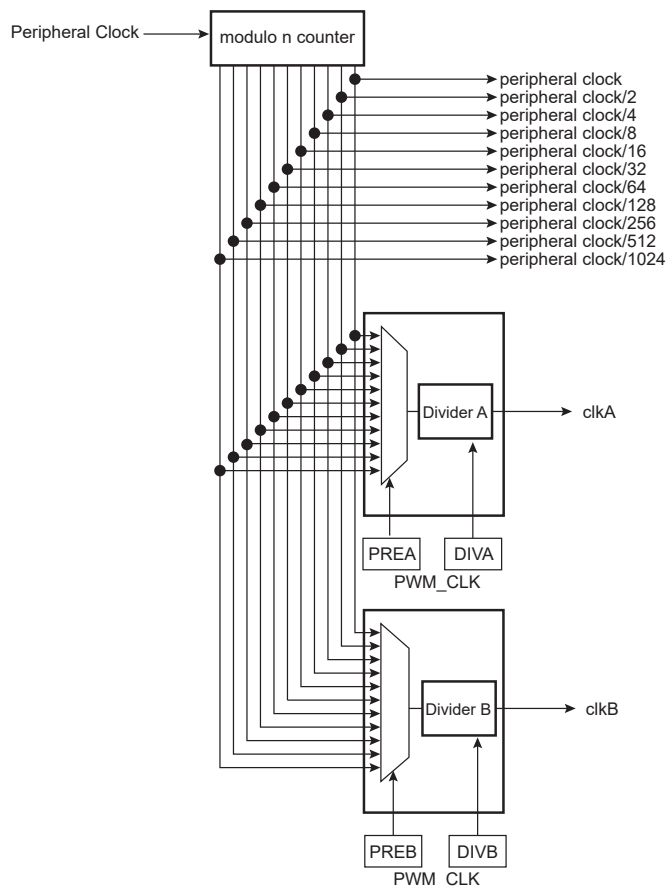 Peripheral Clock
modulo n counter
peripheral clock
peripheral clock/2
peripheral clock/4
peripheral clock/8
peripheral clock/16
peripheral clock/32
peripheral clock/64
peripheral clock/128
peripheral clock/256
peripheral clock/512
peripheral clock/1024
Divider A
clkA
PREA
DIVA
PWM_CLK
Divider B
clkB
PREB
DIVB
PWM CLK